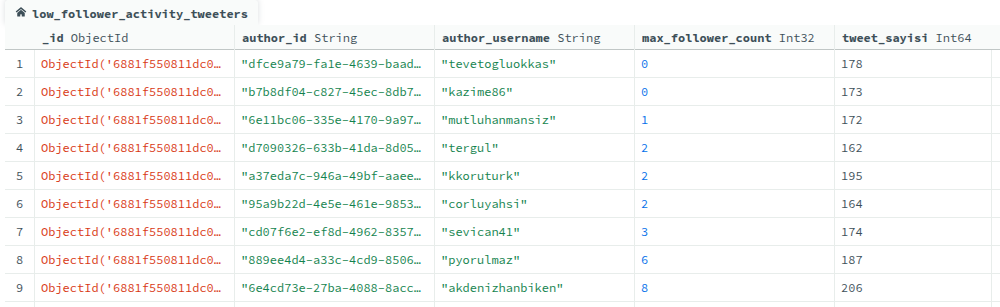 low_follower_activity_tweeters
_id ObjectId author_id String author_username String max_follower_count Int32 tweet_sayisi Int64
1 ObjectId('6881f550811dc0… "dfce9a79-fa1e-4639-baad… "tevetogluokkas" 0 178
2 ObjectId('6881f550811dc0… "b7b8df04-c827-45ec-8db7… "kazime86" 0 173
3 ObjectId('6881f550811dc0… "6e11bc06-335e-4170-9a97… "mutluhanmansiz" 1 172
4 ObjectId('6881f550811dc0… "d7090326-633b-41da-8d05… "tergul" 2 162
5 ObjectId('6881f550811dc0… "a37eda7c-946a-49bf-aaee… "kkoruturk" 2 195
6 ObjectId('6881f550811dc0… "95a9b22d-4e5e-461e-9853… "corluyahsi" 2 164
7 ObjectId('6881f550811dc0… "cd07f6e2-ef8d-4962-8357… "sevican41" 3 174
8 ObjectId('6881f550811dc0… "889ee4d4-a33c-4cd9-8506… "pyorulmaz" 6 187
9 ObjectId('6881f550811dc0… "6e4cd73e-27ba-4088-8acc… "akdenizhanbiken" 8 206